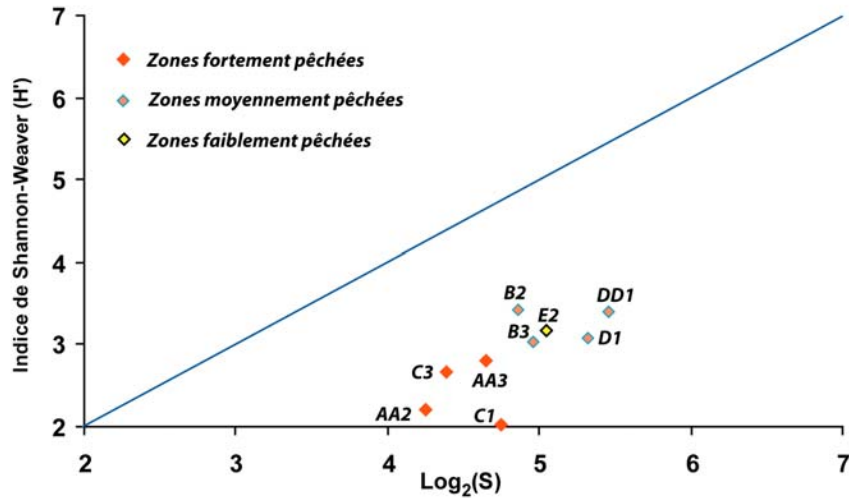 7
Zones fortement pêchées
6
Zones moyennement pêchées
Zones faiblement pêchées
5
Indice de Shannon-Weaver (H')
4
B2
DD1
E2
B3
D1
3
C3
AA3
AA2
C1
2
2
3
4
5
6
7
Log2(S)